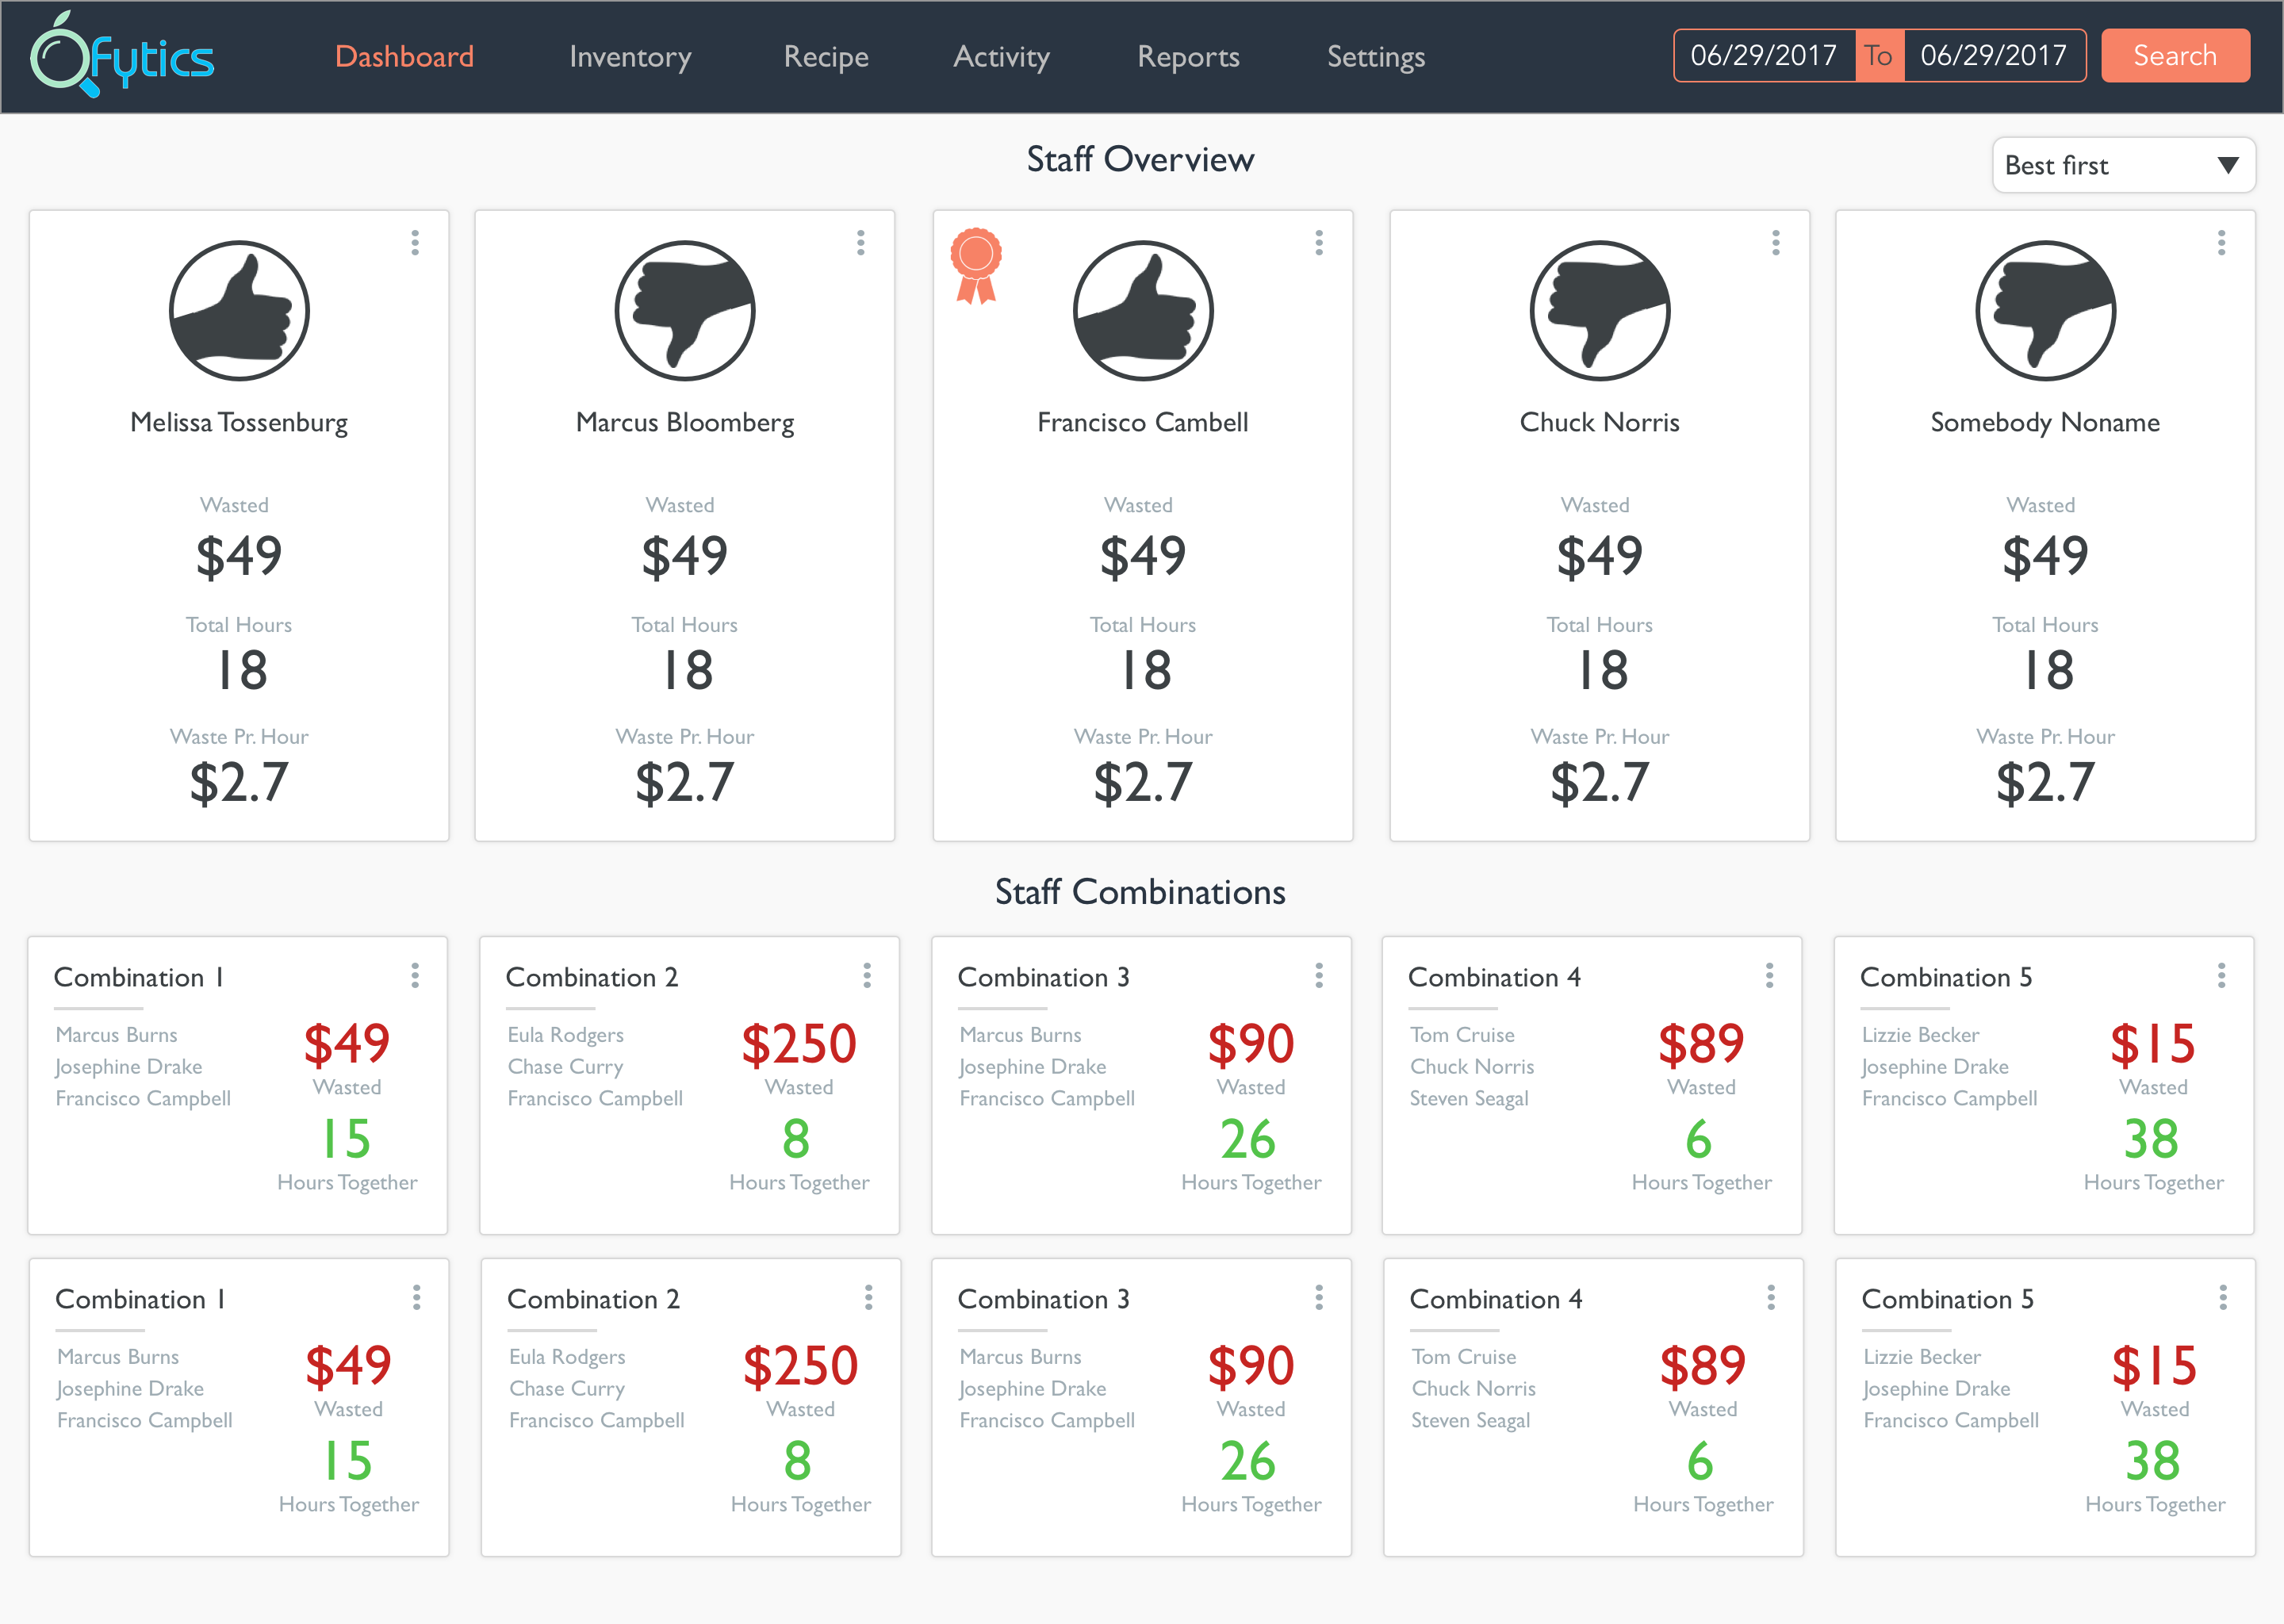 Ofytics
Dashboard
Inventory
Recipe
Activity
Reports
Settings
06/29/2017 To 06/29/2017
Search
Staff Overview
Best first
Melissa Tossenburg
Wasted
$49
Total Hours
18
Waste Pr. Hour
$2.7
Marcus Bloomberg
Wasted
$49
Total Hours
18
Waste Pr. Hour
$2.7
Francisco Cambell
Wasted
$49
Total Hours
18
Waste Pr. Hour
$2.7
Chuck Norris
Wasted
$49
Total Hours
18
Waste Pr. Hour
$2.7
Somebody Noname
Wasted
$49
Total Hours
18
Waste Pr. Hour
$2.7
Staff Combinations
Combination 1
Marcus Burns
Josephine Drake
Francisco Campbell
$49
Wasted
15
Hours Together
Combination 2
Eula Rodgers
Chase Curry
Francisco Campbell
$250
Wasted
8
Hours Together
Combination 3
Marcus Burns
Josephine Drake
Francisco Campbell
$90
Wasted
26
Hours Together
Combination 4
Tom Cruise
Chuck Norris
Steven Seagal
$89
Wasted
6
Hours Together
Combination 5
Lizzie Becker
Josephine Drake
Francisco Campbell
$15
Wasted
38
Hours Together
Combination 1
Marcus Burns
Josephine Drake
Francisco Campbell
$49
Wasted
15
Hours Together
Combination 2
Eula Rodgers
Chase Curry
Francisco Campbell
$250
Wasted
8
Hours Together
Combination 3
Marcus Burns
Josephine Drake
Francisco Campbell
$90
Wasted
26
Hours Together
Combination 4
Tom Cruise
Chuck Norris
Steven Seagal
$89
Wasted
6
Hours Together
Combination 5
Lizzie Becker
Josephine Drake
Francisco Campbell
$15
Wasted
38
Hours Together